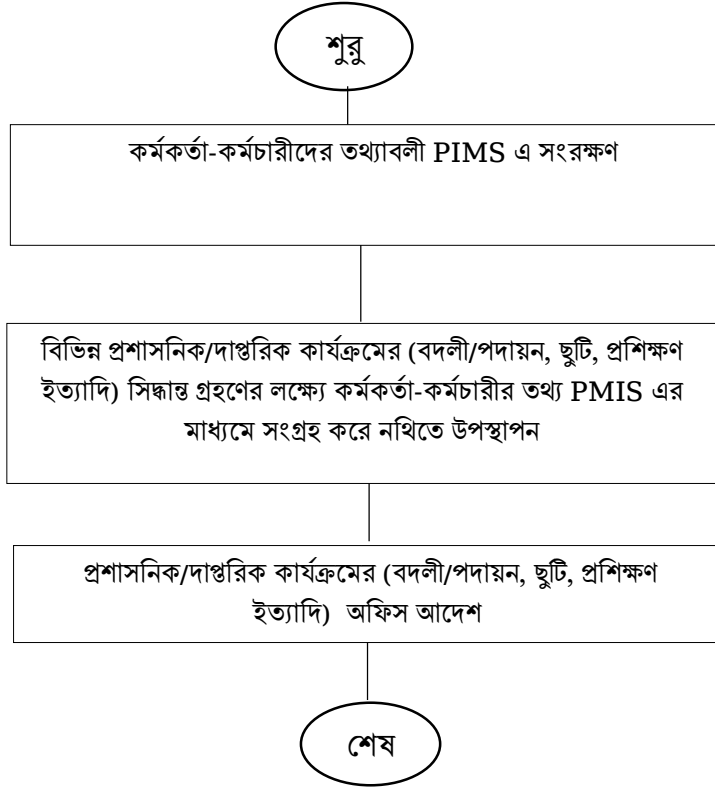 শুরু
কর্মকর্তা-কর্মচারীদের তথ্যাবলী PIMS এ সংরক্ষণ
বিভিন্ন প্রশাসনিক/দাপ্তরিক কার্যক্রমের (বদলী/পদায়ন, ছুটি, প্রশিক্ষণ
ইত্যাদি) সিদ্ধান্ত গ্রহণের লক্ষ্যে কর্মকর্তা-কর্মচারীর তথ্য PMIS এর
মাধ্যমে সংগ্রহ করে নথিতে উপস্থাপন
প্রশাসনিক/দাপ্তরিক কার্যক্রমের (বদলী/পদায়ন, ছুটি, প্রশিক্ষণ
ইত্যাদি) অফিস আদেশ
শেষ